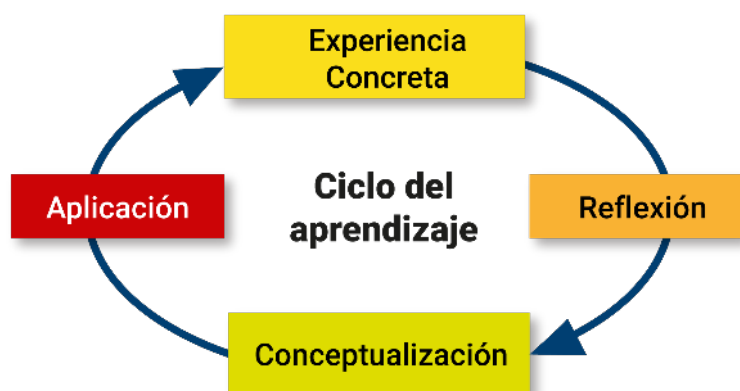 Experiencia
Concreta
Aplicación
Ciclo del
aprendizaje
Reflexión
Conceptualización